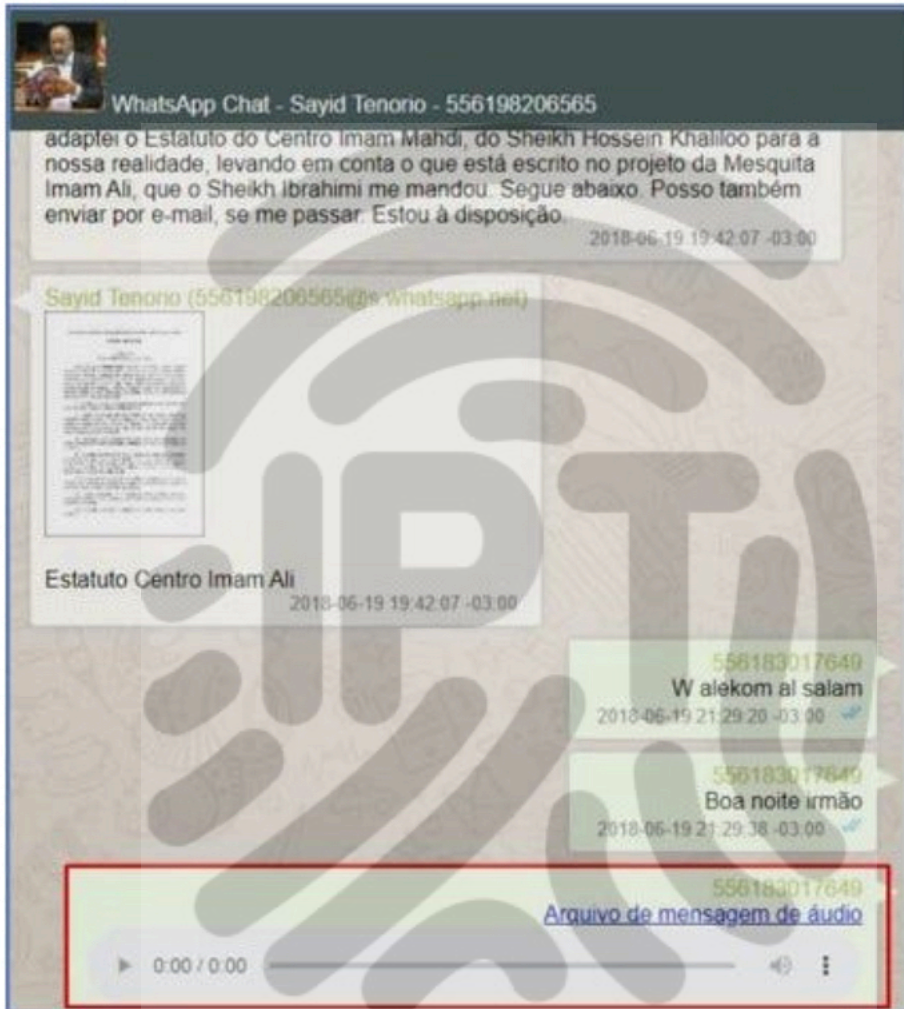 WhatsApp Chat - Sayid Tenorio - 556198206565
adaptei o Estatuto do Centro Imam Mahdi, do Sheikh Hossein Khaliloo para a
nossa realidade, levando em conta o que está escrito no projeto da Mesquita
Imam Ali, que o Sheikh Ibrahimi me mandou. Segue abaixo. Posso também
enviar por e-mail, se me passar. Estou à disposição.
2018-06-19 19:42:07 -03:00
Sayid Tenorio (556198206565@s.whatsapp.net)
Estatuto Centro Imam Ali
2018-06-19 19:42:07 -03:00
556183017649
W alekom al salam
2018-06-19 21:29:20 -03:00
556183017649
Boa noite irmão
2018-06-19 21:29:38 -03:00
556183017649
Arquivo de mensagem de áudio
0:00 / 0:00
IPT